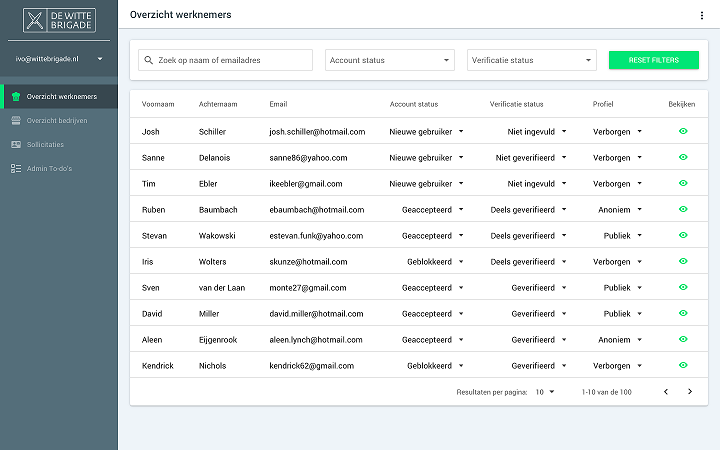 DE WITTE
BRIGADE
ivo@wittebrigade.nl
Overzicht werknemers
Overzicht bedrijven
Sollicitaties
Admin To-do's
Overzicht werknemers
Zoek op naam of emailadres
Account status
Verificatie status
RESET FILTERS
Voornaam Achternaam Email Account status Verificatie status Profiel Bekijken
Josh Schiller josh.schiller@hotmail.com Nieuwe gebruiker Niet ingevuld Verborgen
Sanne Delanois sanne86@yahoo.com Nieuwe gebruiker Niet geverifieerd Verborgen
Tim Ebler ikeebler@gmail.com Nieuwe gebruiker Niet ingevuld Verborgen
Ruben Baumbach ebaumbach@hotmail.com Geaccepteerd Deels geverifieerd Anoniem
Stevan Wakowski estevan.funk@yahoo.com Geaccepteerd Deels geverifieerd Publiek
Iris Wolters skunze@hotmail.com Geblokkeerd Deels geverifieerd Verborgen
Sven van der Laan monte27@gmail.com Geaccepteerd Geverifieerd Publiek
David Miller david.miller@hotmail.com Geaccepteerd Geverifieerd Publiek
Aleen Eijgenrook aleen.lynch@hotmail.com Geaccepteerd Geverifieerd Anoniem
Kendrick Nichols kendrick62@gmail.com Geblokkeerd Geverifieerd Verborgen
Resultaten per pagina: 10 1-10 van de 100